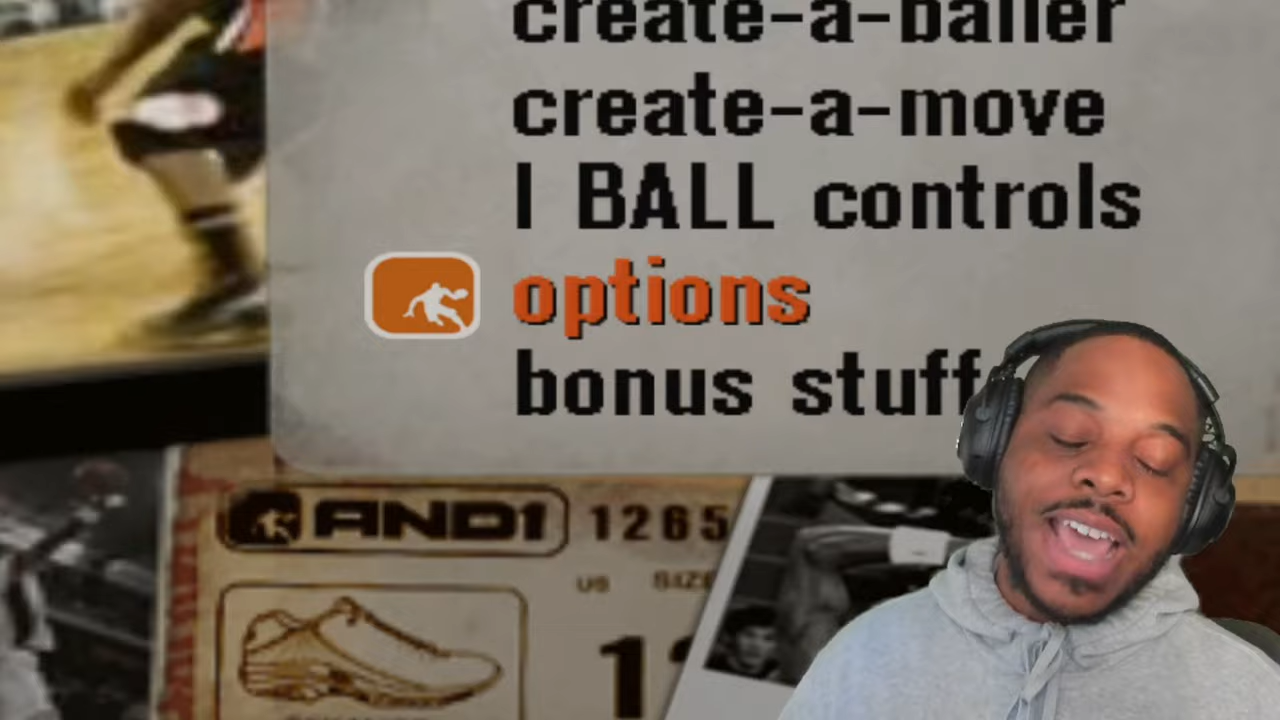 create-a-baller
create-a-move
I BALL controls
options
bonus stuff
AND1 1265
US SIZE